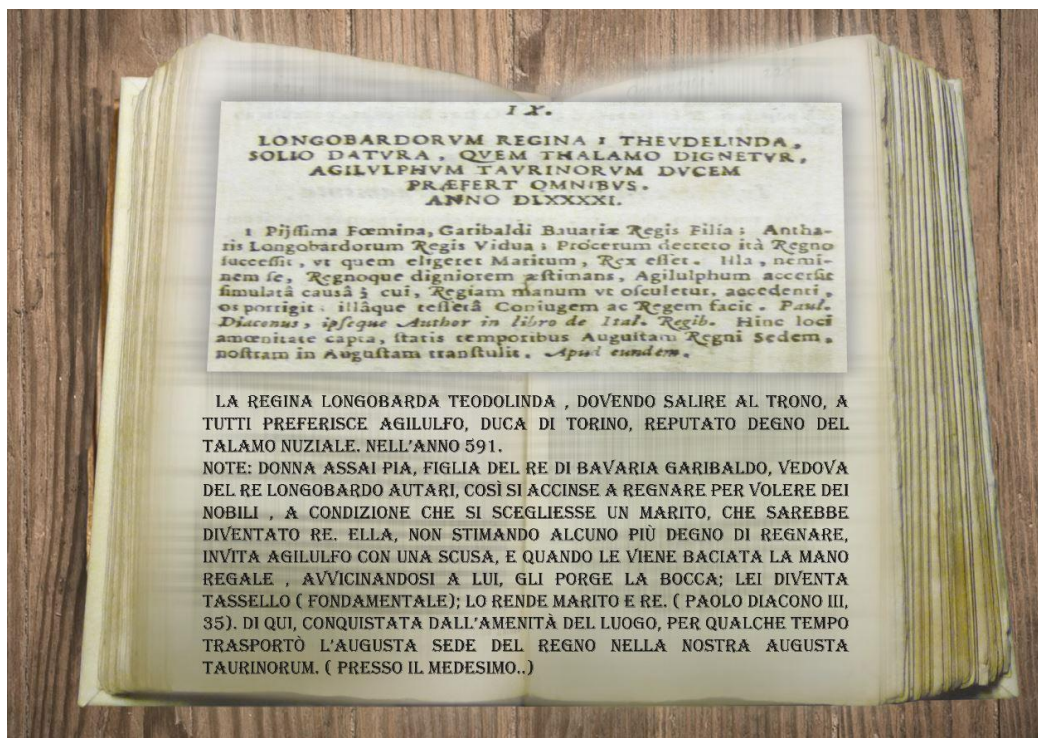 IX.
LONGOBARDORVM REGINA I THEVDELINDA,
SOLIO DATVRA, QVEM THALAMO DIGNETVR,
AGILVLPHVM TAVRINORVM DVCEM
PRÆFERT OMNIBVS.
ANNO DLXXXXI.
1 Pijſſima Fœmina, Garibaldi Bauariæ Regis Filia; Antha-
ris Longobardorum Regis Vidua; Procerum decreto ità Regno
ſucceſſit, vt quem eligeret Maritum, Rex eſſet. Illa, nemi-
nem ſe, Regnoque digniorem æſtimans, Agilulphum accerſit
ſimulatâ causâ; cui, Regiam manum vt oſculetur, accedenti,
os porrigit: illâque teſſerâ Coniugem ac Regem facit. Paul.
Diaconus, ipſeque Author in libro de Ital. Regib. Hinc loci
amœnitate capta, ſtatis temporibus Auguſtam Regni Sedem,
noſtram in Auguſtam tranſtulit. Apud eundem.
LA REGINA LONGOBARDA TEODOLINDA , DOVENDO SALIRE AL TRONO, A
TUTTI PREFERISCE AGILULFO, DUCA DI TORINO, REPUTATO DEGNO DEL
TALAMO NUZIALE. NELL'ANNO 591.
NOTE: DONNA ASSAI PIA, FIGLIA DEL RE DI BAVARIA GARIBALDO, VEDOVA
DEL RE LONGOBARDO AUTARI, COSÌ SI ACCINSE A REGNARE PER VOLERE DEI
NOBILI , A CONDIZIONE CHE SI SCEGLIESSE UN MARITO, CHE SAREBBE
DIVENTATO RE. ELLA, NON STIMANDO ALCUNO PIÙ DEGNO DI REGNARE,
INVITA AGILULFO CON UNA SCUSA, E QUANDO LE VIENE BACIATA LA MANO
REGALE , AVVICINANDOSI A LUI, GLI PORGE LA BOCCA; LEI DIVENTA
TASSELLO ( FONDAMENTALE); LO RENDE MARITO E RE. ( PAOLO DIACONO III,
35). DI QUI, CONQUISTATA DALL'AMENITÀ DEL LUOGO, PER QUALCHE TEMPO
TRASPORTÒ L'AUGUSTA SEDE DEL REGNO NELLA NOSTRA AUGUSTA
TAURINORUM. ( PRESSO IL MEDESIMO..)